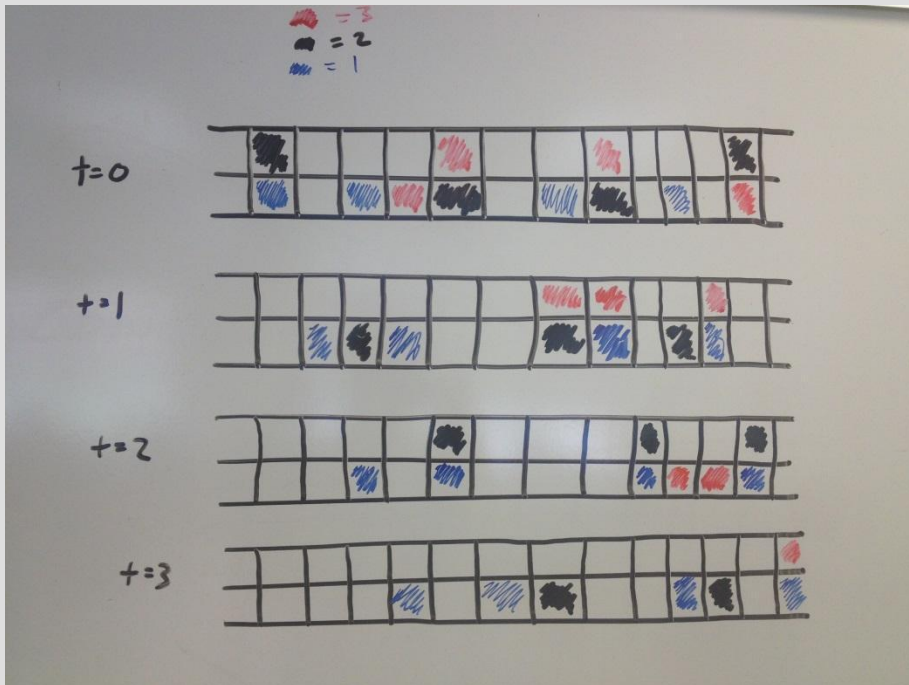 = 3
= 2
= 1
t=0
t=1
t=2
t=3